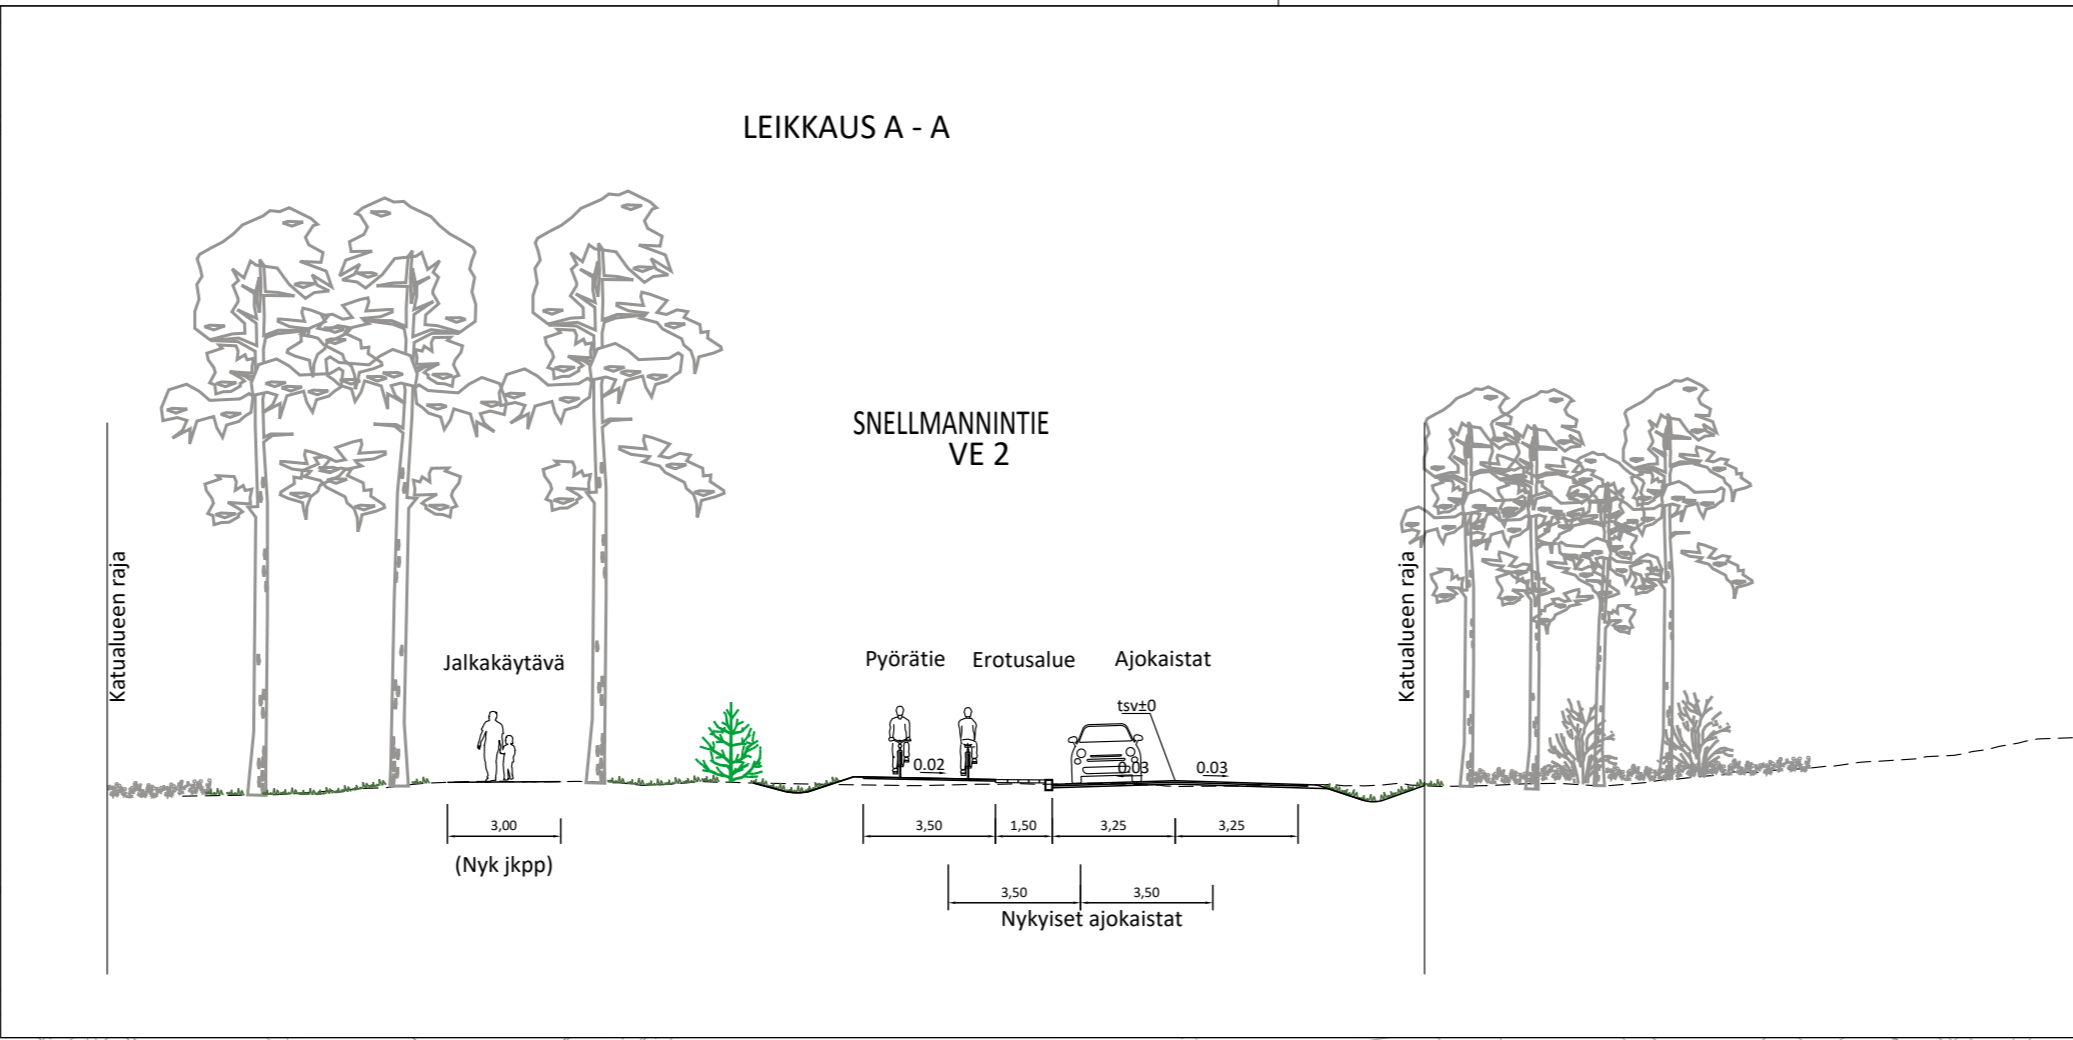 LEIKKAUS A - A
SNELLMANNINTIE
VE 2
Katualueen raja
Katualueen raja
Jalkakäytävä
Pyörätie
Erotusalue
Ajokaistat
tsv±0
0.02
0.03
0.03
3,00
3,50
1,50
3,25
3,25
(Nyk jkpp)
3,50
3,50
Nykyiset ajokaistat